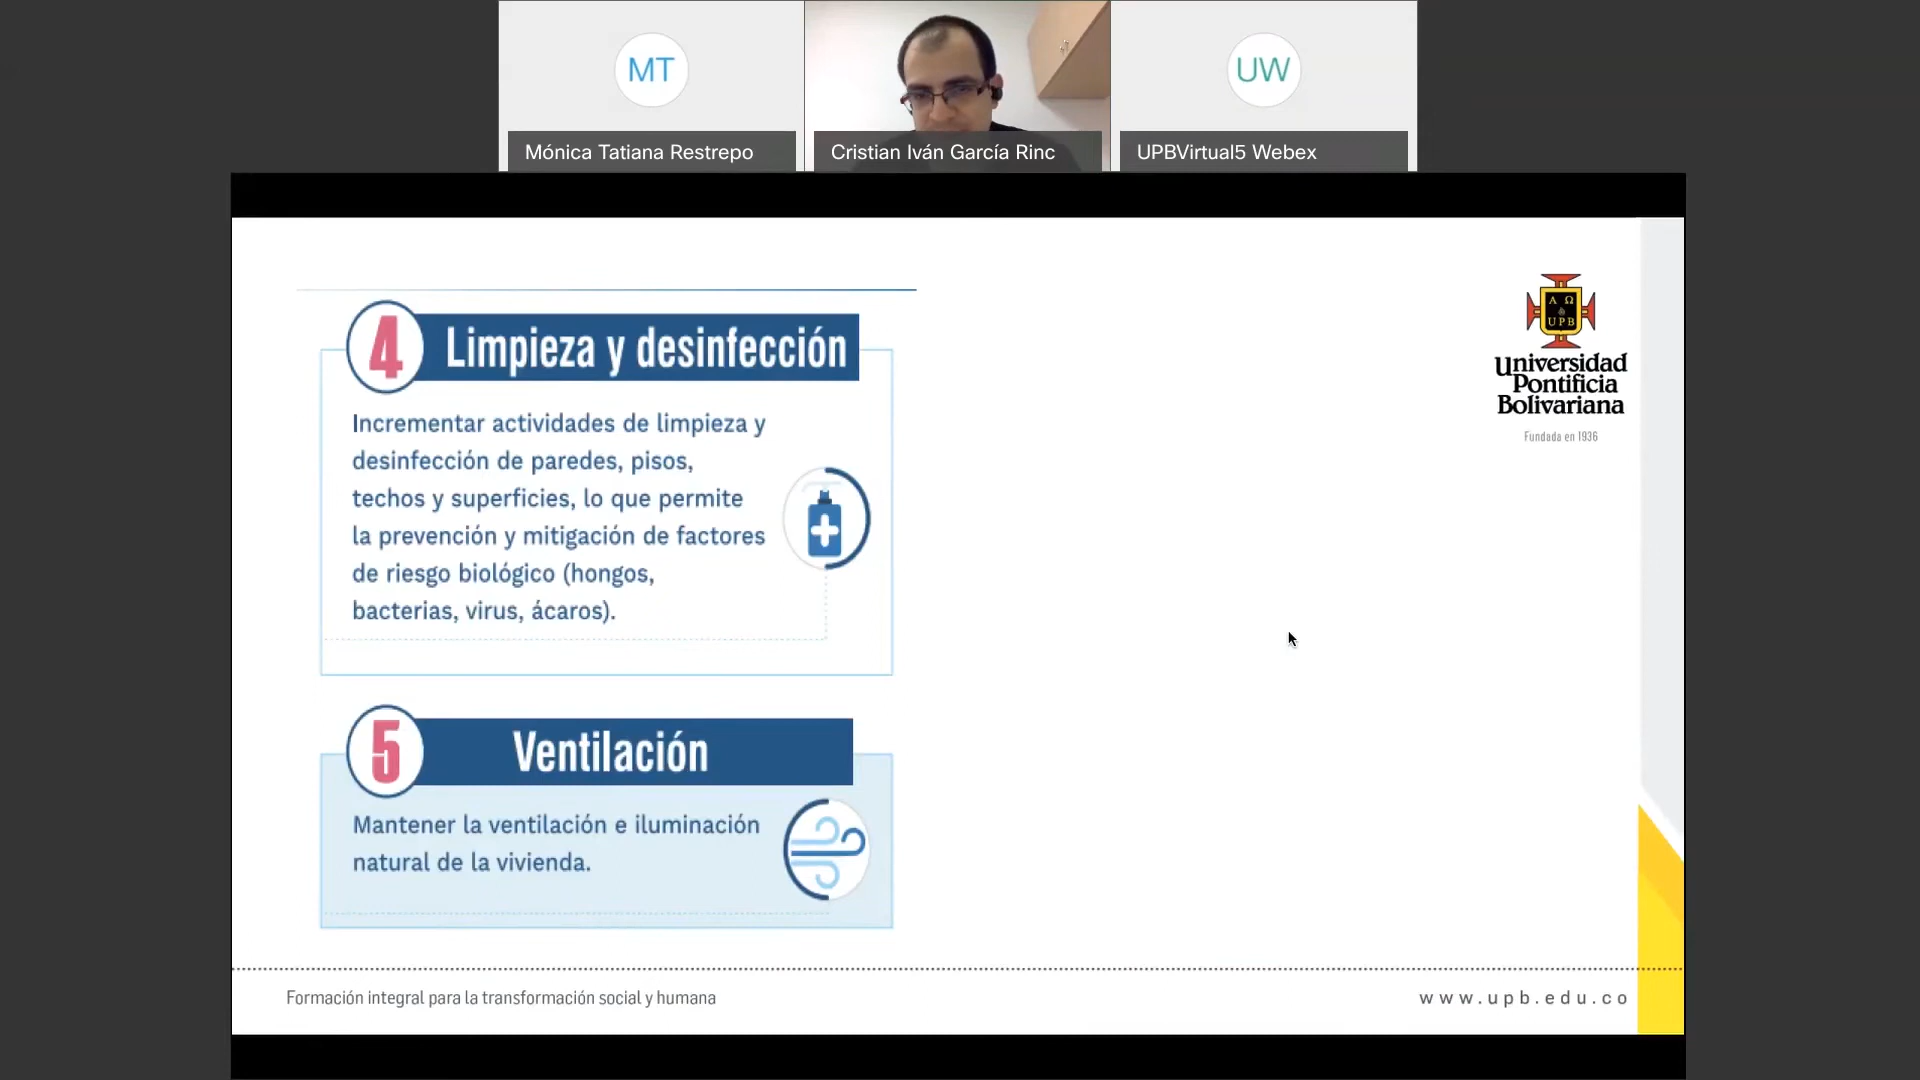 MT
UW
Mónica Tatiana Restrepo
Cristian Iván García Rinc
UPBVirtual5 Webex
4
Limpieza y desinfección
Incrementar actividades de limpieza y
desinfección de paredes, pisos,
techos y superficies, lo que permite
la prevención y mitigación de factores
de riesgo biológico (hongos,
bacterias, virus, ácaros).
5
Ventilación
Mantener la ventilación e iluminación
natural de la vivienda.
A Ω
&
UPB
Universidad
Pontificia
Bolivariana
Fundada en 1936
Formación integral para la transformación social y humana
www.upb.edu.co